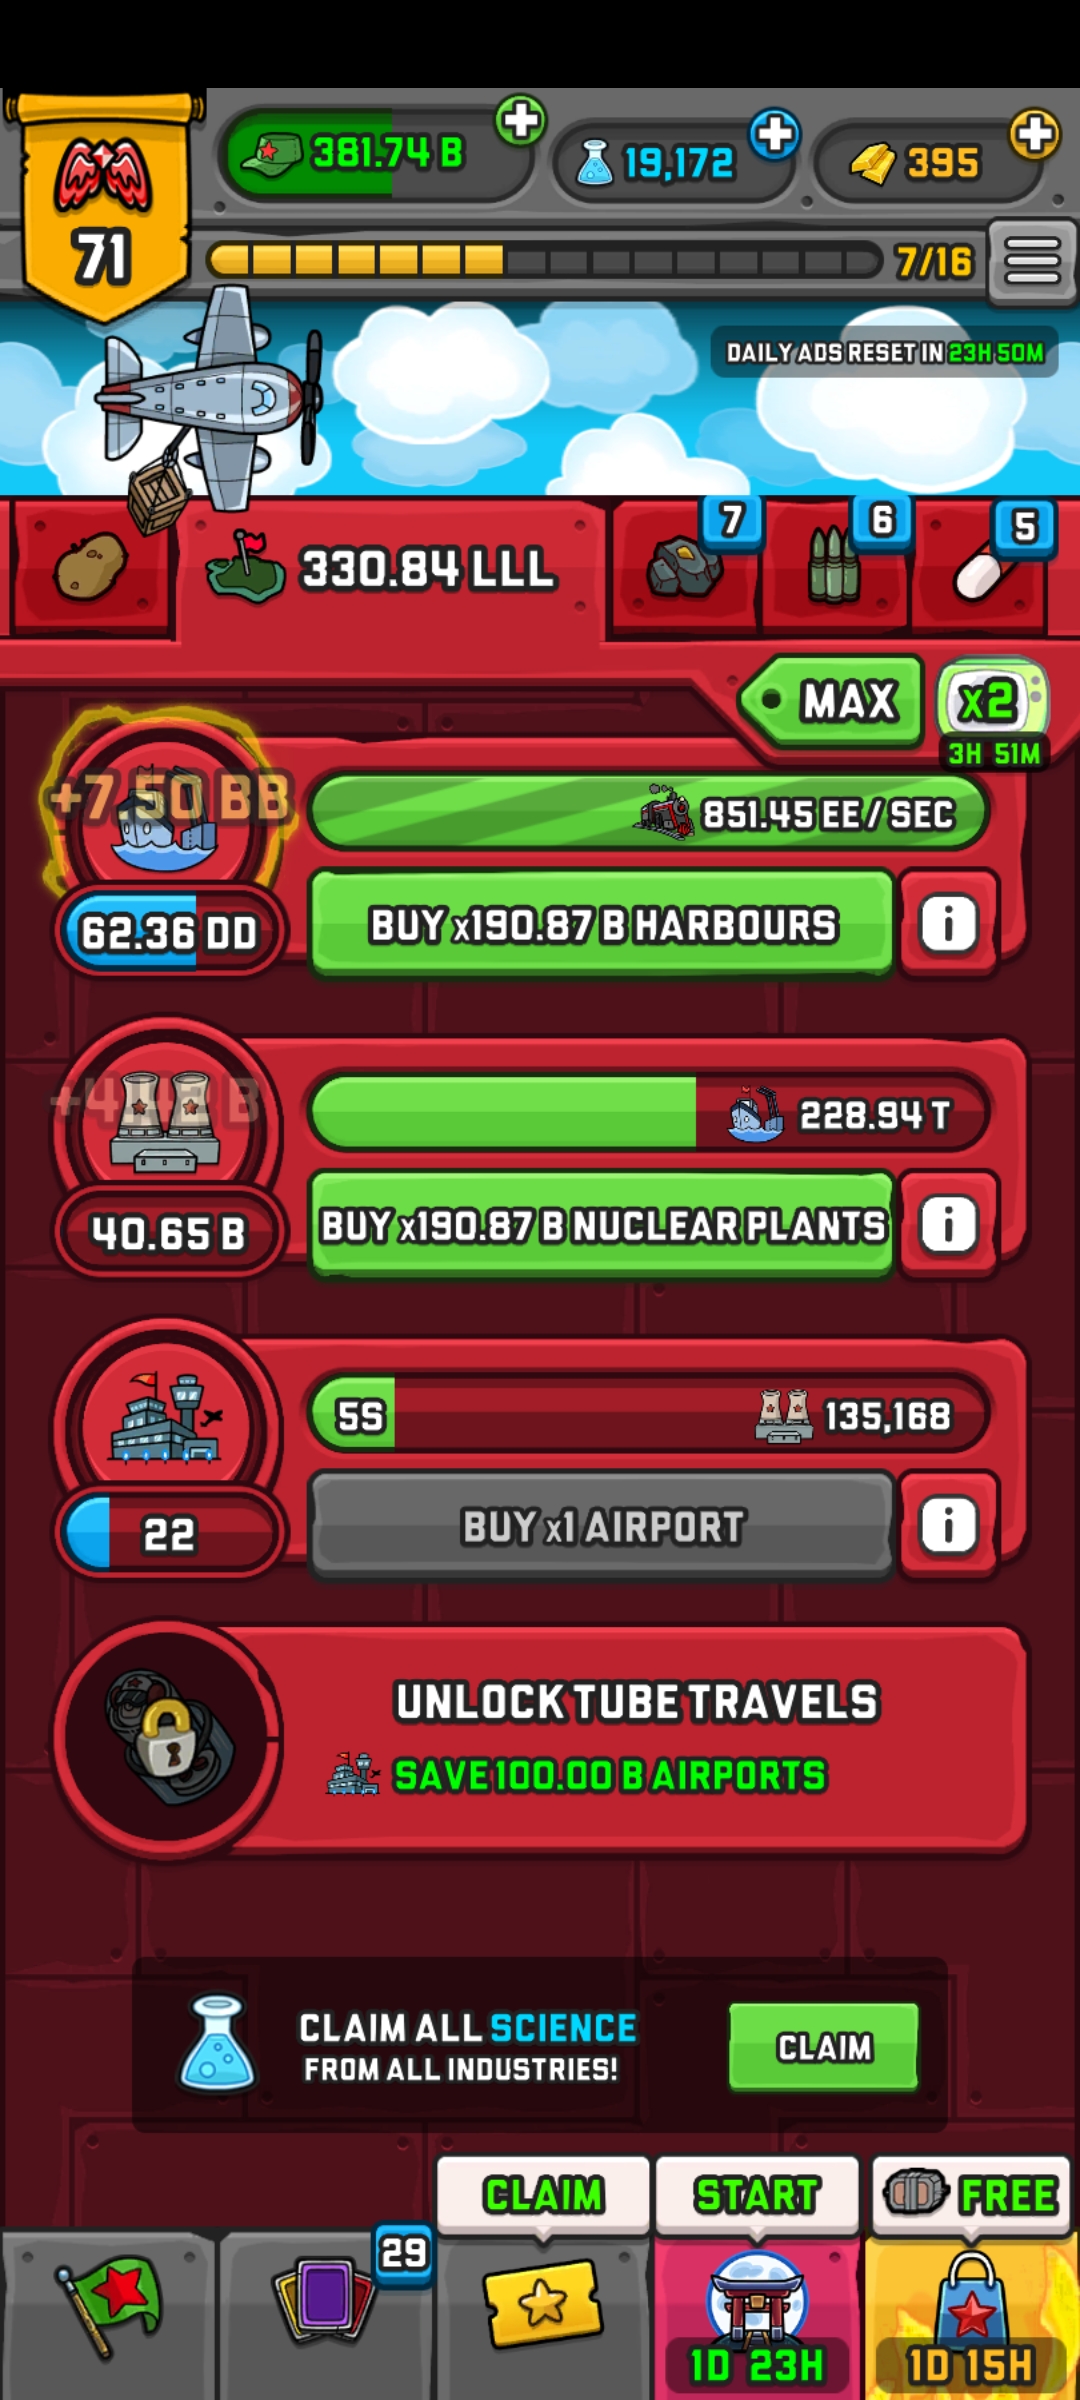 381.74 B
19,172
395
71
7/16
DAILY ADS RESET IN 23H 50M
330.84 LLL
7
6
5
MAX
x2
3H 51M
+7.50 BB
851.45 EE / SEC
62.36 DD
BUY x190.87 B HARBOURS
i
228.94 T
40.65 B
BUY x190.87 B NUCLEAR PLANTS
i
5S
135,168
22
BUY x1 AIRPORT
i
UNLOCK TUBE TRAVELS
SAVE 100.00 B AIRPORTS
CLAIM ALL SCIENCE
FROM ALL INDUSTRIES!
CLAIM
CLAIM
START
FREE
29
1D 23H
1D 15H